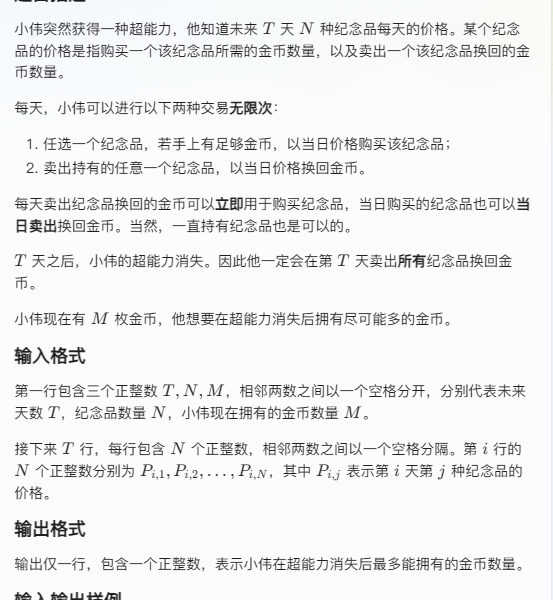 小伟突然获得一种超能力，他知道未来 T 天 N 种纪念品每天的价格。某个纪念
品的价格是指购买一个该纪念品所需的金币数量，以及卖出一个该纪念品换回的金
币数量。
每天，小伟可以进行以下两种交易无限次：
1. 任选一个纪念品，若手上有足够金币，以当日价格购买该纪念品；
2. 卖出持有的任意一个纪念品，以当日价格换回金币。
每天卖出纪念品换回的金币可以立即用于购买纪念品，当日购买的纪念品也可以当
日卖出换回金币。当然，一直持有纪念品也是可以的。
T 天之后，小伟的超能力消失。因此他一定会在第 T 天卖出所有纪念品换回金
币。
小伟现在有 M 枚金币，他想要在超能力消失后拥有尽可能多的金币。
输入格式
第一行包含三个正整数 T, N, M，相邻两数之间以一个空格分开，分别代表未来
天数 T，纪念品数量 N，小伟现在拥有的金币数量 M。
接下来 T 行，每行包含 N 个正整数，相邻两数之间以一个空格分隔。第 i 行的
N 个正整数分别为 P_{i,1}, P_{i,2}, ..., P_{i,N}，其中 P_{i,j} 表示第 i 天第 j 种纪念品的
价格。
输出格式
输出仅一行，包含一个正整数，表示小伟在超能力消失后最多能拥有的金币数量。
输入输出样例